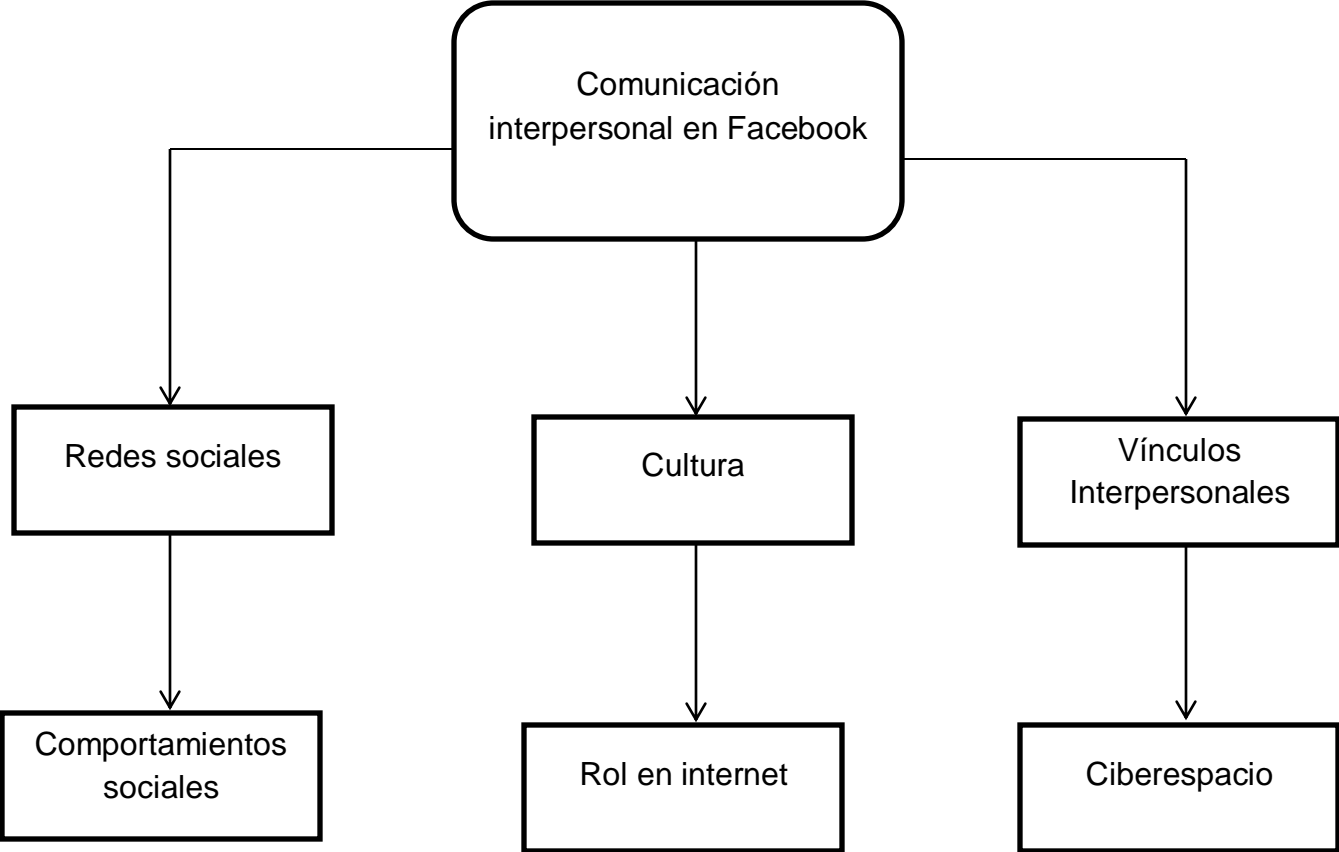 Comunicación
interpersonal en Facebook
Redes sociales
Cultura
Vínculos
Interpersonales
Comportamientos
sociales
Rol en internet
Ciberespacio